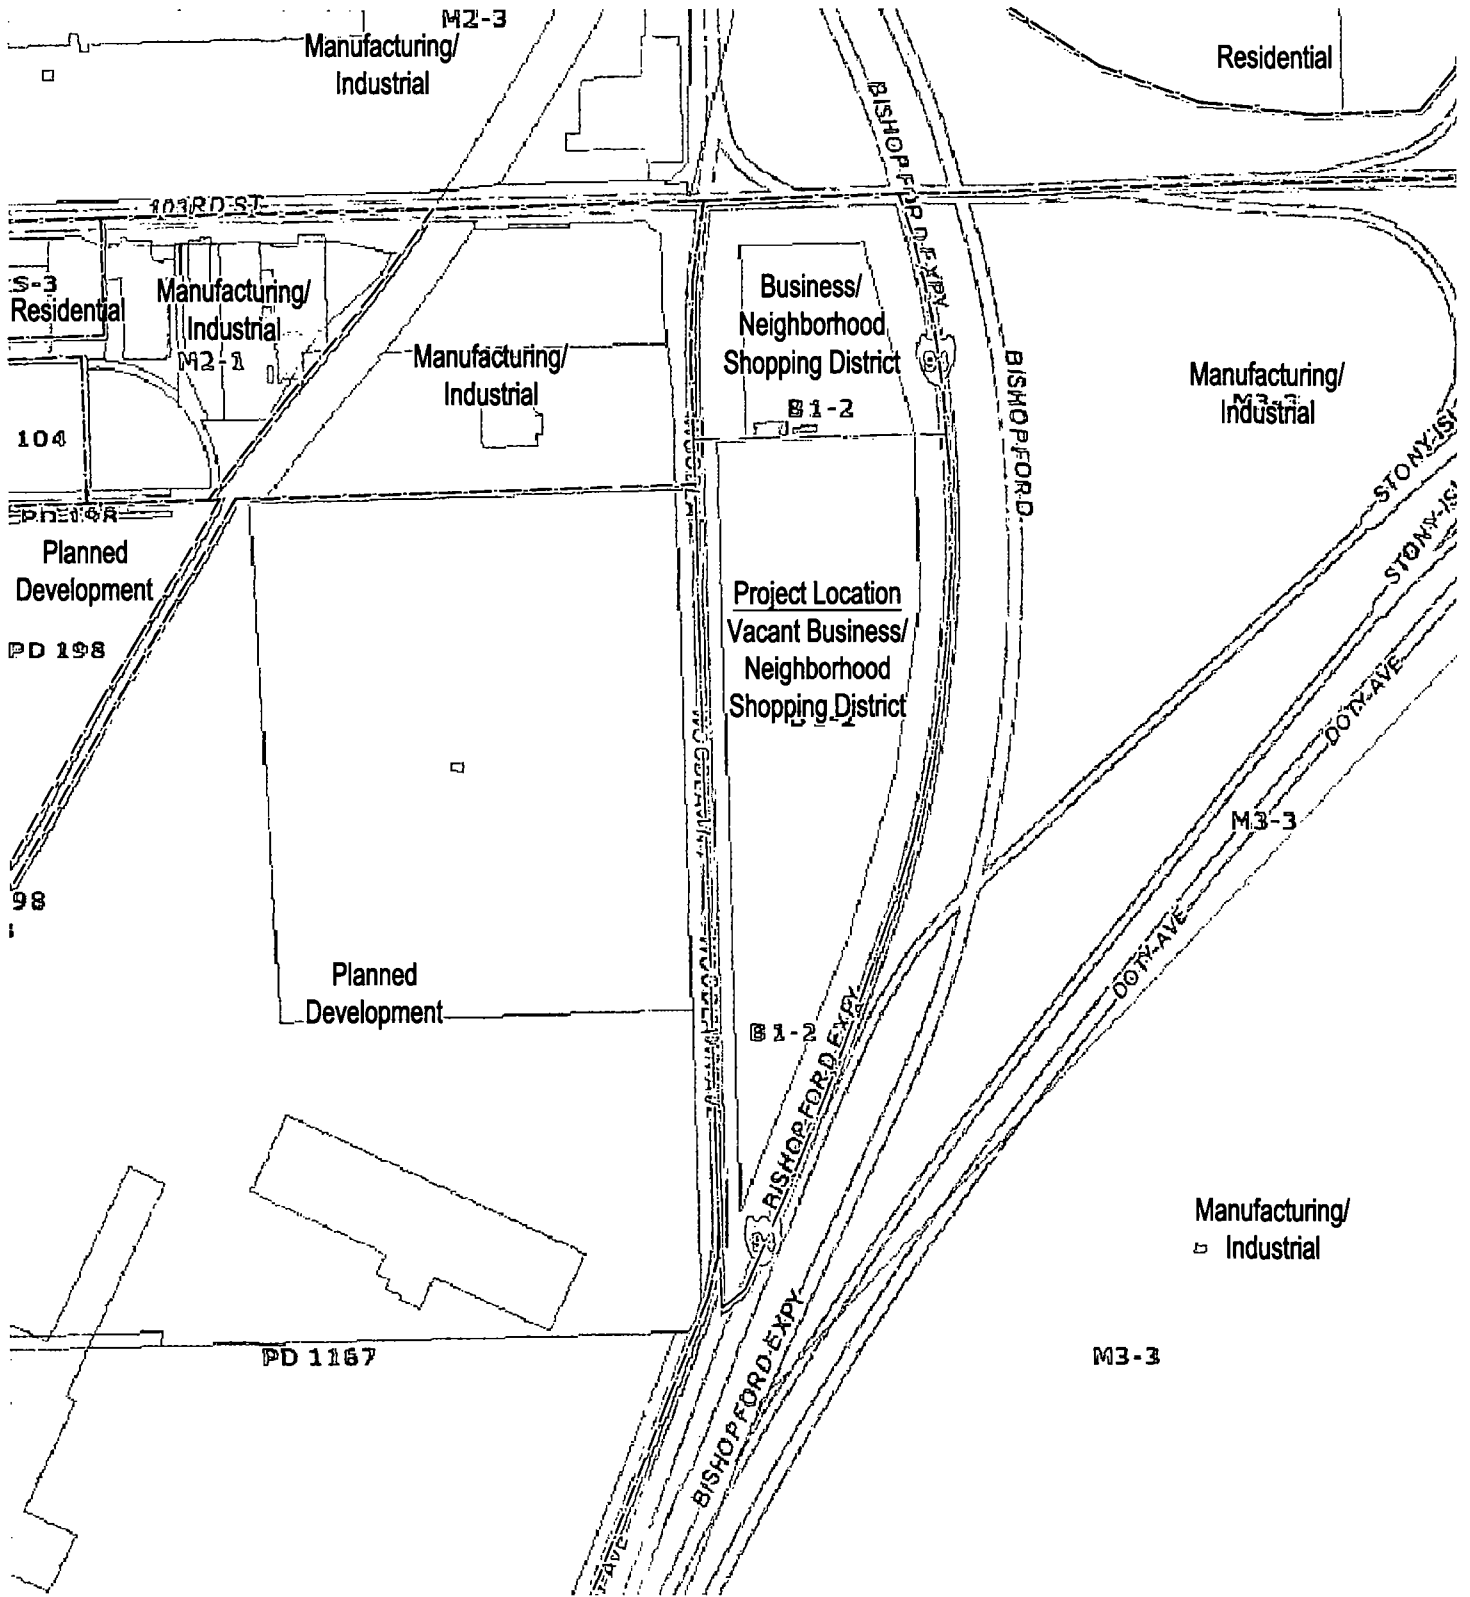 M2-3
Manufacturing/
Industrial
Residential
BISHOP FORD EXPY
103RD ST
S-3
Residential
Manufacturing/
Industrial
M2-1
Manufacturing/
Industrial
Business/
Neighborhood
Shopping District
B1-2
BISHOP FORD
Manufacturing/
Industrial
104
STONY
STONY
PD 198
Planned
Development
PD 198
Project Location
Vacant Business/
Neighborhood
Shopping District
DOTY AVE
M3-3
98
DOTY AVE
Planned
Development
B1-2
BISHOP FORD EXPY
Manufacturing/
Industrial
BISHOP FORD EXPY
PD 1167
M3-3
AVE